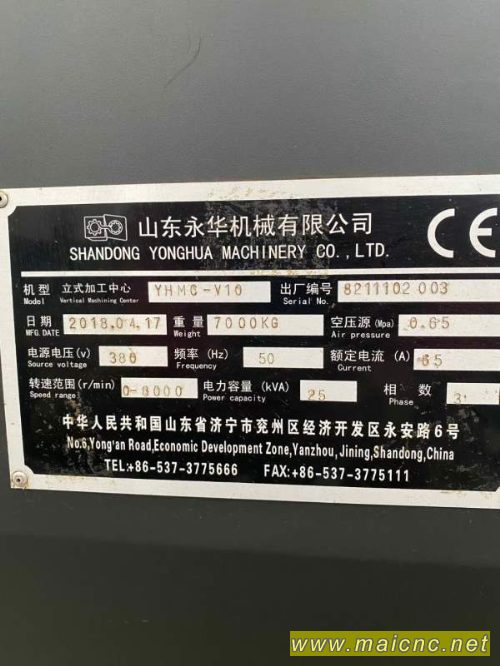 山东永华机械有限公司
SHANDONG YONGHUA MACHINERY CO.,LTD.
CE
机型 立式加工中心 YHMC-V10 出厂编号 8211102 003
Model Vertical Machining Center Serial No.
日期 2018.04.17 重量 7000KG 空压源(Mpa) 0.65
MFG.DATE Weight Air pressure
电源电压(v) 380 频率(Hz) 50 额定电流(A) 65
Source voltage Frequency Current
转速范围(r/min) 0-8000 电力容量(kVA) 25 相数 3
Speed range Power capacity Phase
中华人民共和国山东省济宁市兖州区经济开发区永安路6号
No.6,Yong'an Road,Economic Development Zone,Yanzhou,Jining,Shandong,China
TEL:+86-537-3775666 FAX:+86-537-3775111
www.maicnc.net